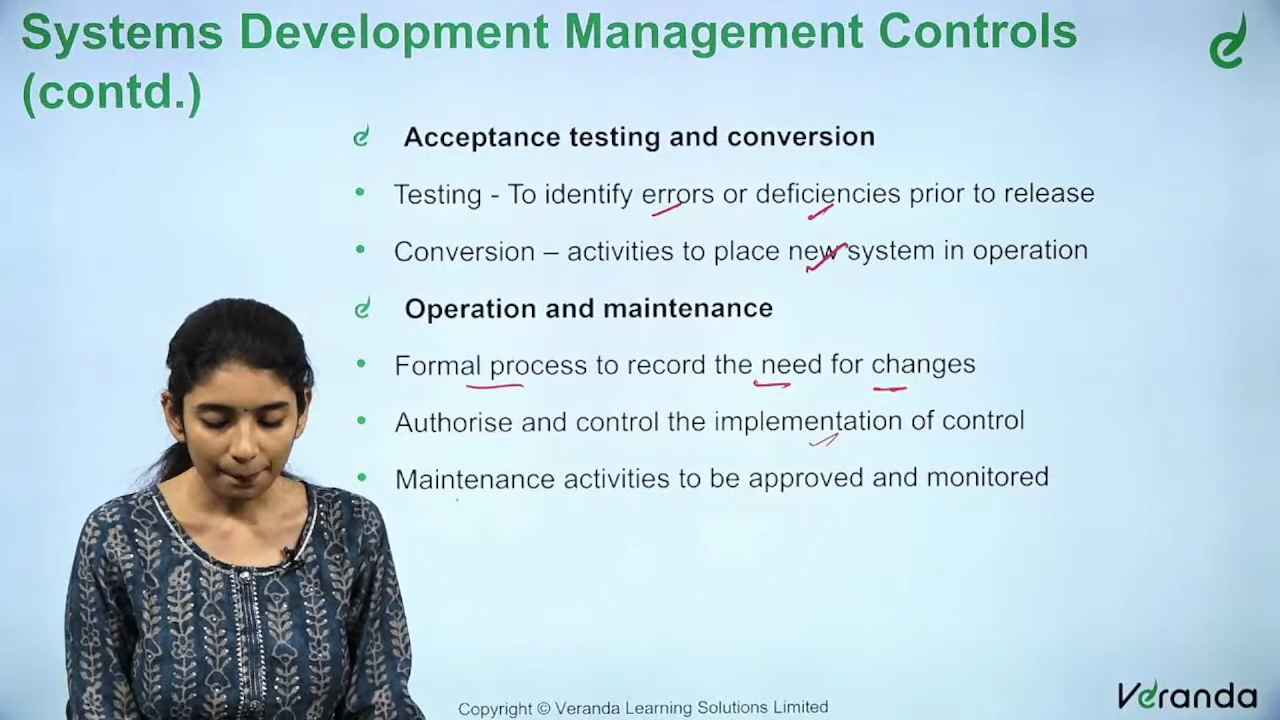 Systems Development Management Controls
(contd.)
Acceptance testing and conversion
Testing - To identify errors or deficiencies prior to release
Conversion – activities to place new system in operation
Operation and maintenance
Formal process to record the need for changes
Authorise and control the implementation of control
Maintenance activities to be approved and monitored
Copyright © Veranda Learning Solutions Limited
Veranda